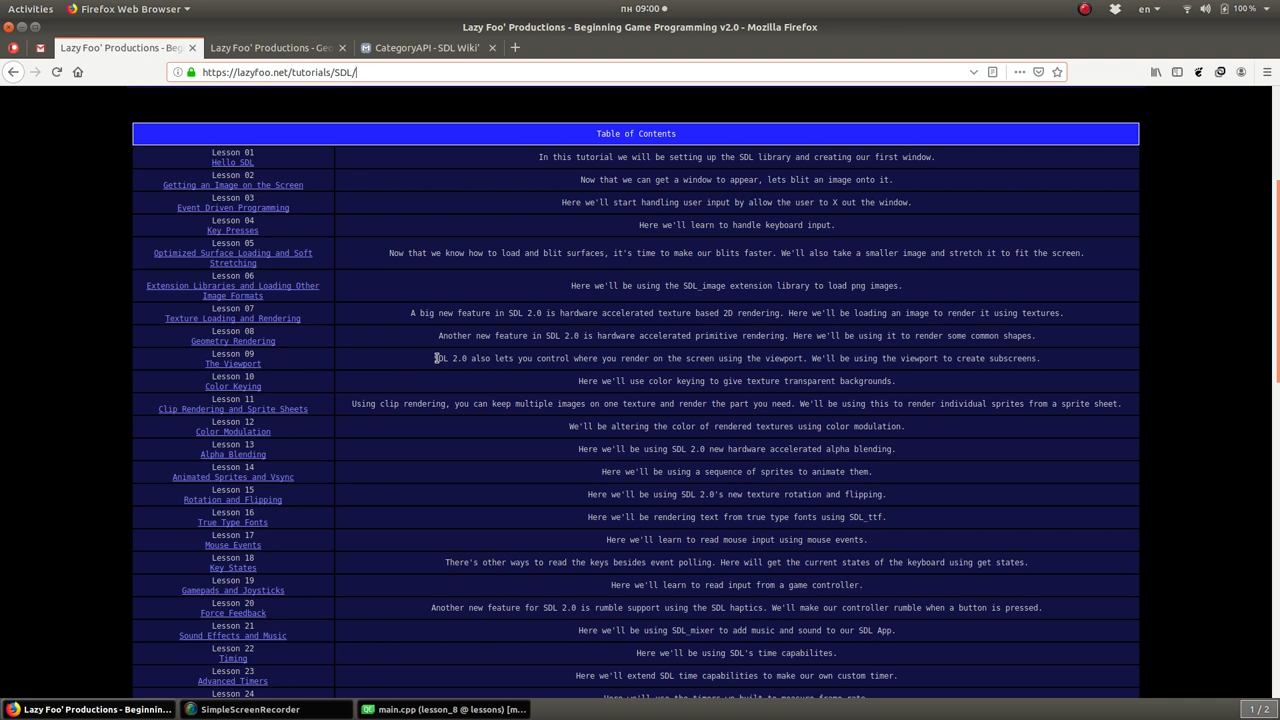 Activities Firefox Web Browser пн 09:00 en 100 %
Lazy Foo' Productions - Beginning Game Programming v2.0 - Mozilla Firefox
Lazy Foo' Productions - Beg Lazy Foo' Productions - Geo CategoryAPI - SDL Wiki'
https://lazyfoo.net/tutorials/SDL/
Table of Contents
Lesson 01
Hello SDL
In this tutorial we will be setting up the SDL library and creating our first window.
Lesson 02
Getting an Image on the Screen
Now that we can get a window to appear, lets blit an image onto it.
Lesson 03
Event Driven Programming
Here we'll start handling user input by allow the user to X out the window.
Lesson 04
Key Presses
Here we'll learn to handle keyboard input.
Lesson 05
Optimized Surface Loading and Soft
Stretching
Now that we know how to load and blit surfaces, it's time to make our blits faster. We'll also take a smaller image and stretch it to fit the screen.
Lesson 06
Extension Libraries and Loading Other
Image Formats
Here we'll be using the SDL_image extension library to load png images.
Lesson 07
Texture Loading and Rendering
A big new feature in SDL 2.0 is hardware accelerated texture based 2D rendering. Here we'll be loading an image to render it using textures.
Lesson 08
Geometry Rendering
Another new feature in SDL 2.0 is hardware accelerated primitive rendering. Here we'll be using it to render some common shapes.
Lesson 09
The Viewport
SDL 2.0 also lets you control where you render on the screen using the viewport. We'll be using the viewport to create subscreens.
Lesson 10
Color Keying
Here we'll use color keying to give texture transparent backgrounds.
Lesson 11
Clip Rendering and Sprite Sheets
Using clip rendering, you can keep multiple images on one texture and render the part you need. We'll be using this to render individual sprites from a sprite sheet.
Lesson 12
Color Modulation
We'll be altering the color of rendered textures using color modulation.
Lesson 13
Alpha Blending
Here we'll be using SDL 2.0 new hardware accelerated alpha blending.
Lesson 14
Animated Sprites and Vsync
Here we'll be using a sequence of sprites to animate them.
Lesson 15
Rotation and Flipping
Here we'll be using SDL 2.0's new texture rotation and flipping.
Lesson 16
True Type Fonts
Here we'll be rendering text from true type fonts using SDL_ttf.
Lesson 17
Mouse Events
Here we'll learn to read mouse input using mouse events.
Lesson 18
Key States
There's other ways to read the keys besides event polling. Here will get the current states of the keyboard using get states.
Lesson 19
Gamepads and Joysticks
Here we'll learn to read input from a game controller.
Lesson 20
Force Feedback
Another new feature for SDL 2.0 is rumble support using the SDL haptics. We'll make our controller rumble when a button is pressed.
Lesson 21
Sound Effects and Music
Here we'll be using SDL_mixer to add music and sound to our SDL App.
Lesson 22
Timing
Here we'll be using SDL's time capabilites.
Lesson 23
Advanced Timers
Here we'll extend SDL time capabilities to make our own custom timer.
Lesson 24
Here we'll use the timers we built to measure frame rate.
Lazy Foo' Productions - Beginnin... SimpleScreenRecorder main.cpp (lesson_8 @ lessons) [m... 1 / 2